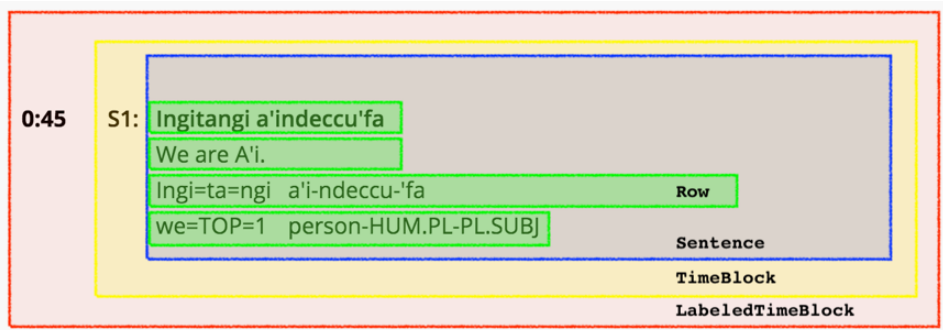 0:45 S1: Ingitangi a'indeccu'fa
We are A'i.
Ingi=ta=ngi a'i-ndeccu-'fa Row
we=TOP=1 person-HUM.PL-PL.SUBJ
Sentence
TimeBlock
LabeledTimeBlock